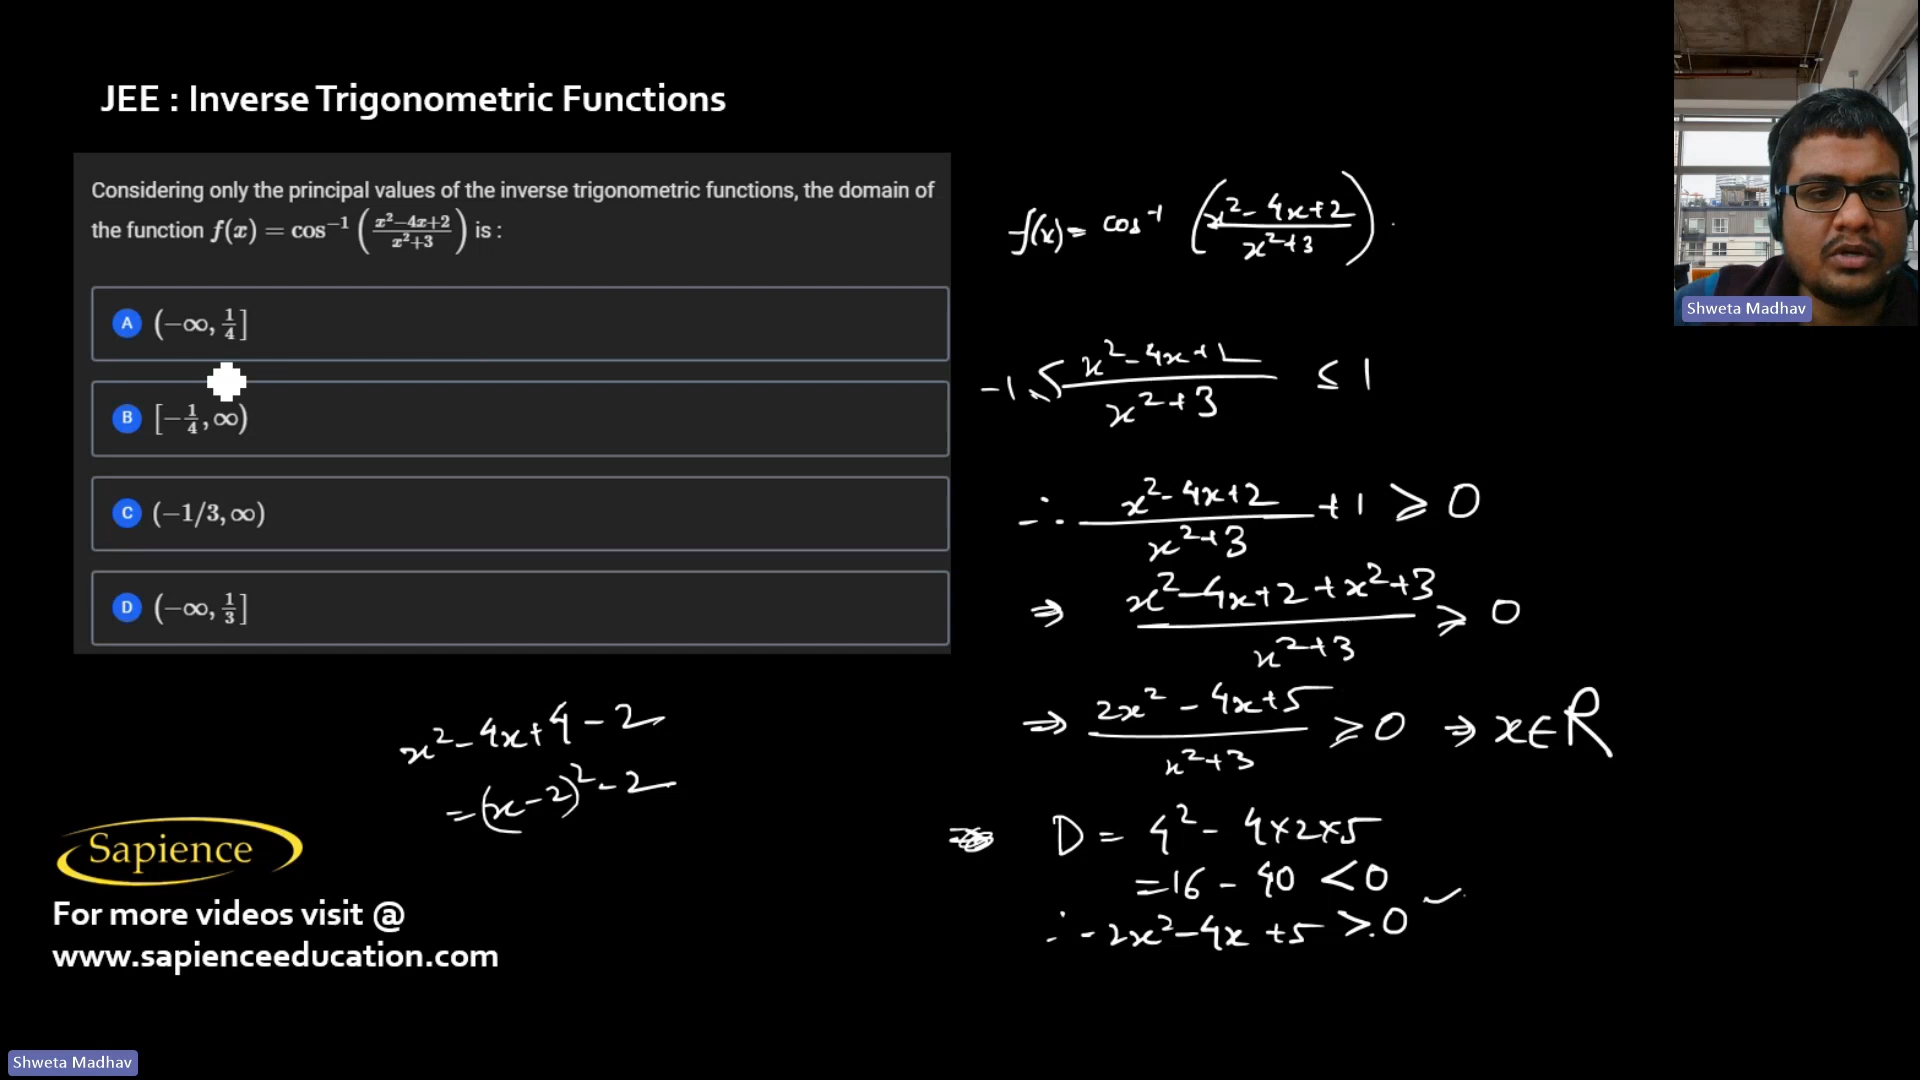 JEE : Inverse Trigonometric Functions
Considering only the principal values of the inverse trigonometric functions, the domain of
the function f(x) = cos⁻¹ ((x²−4x+2)/(x²+3)) is :
A (−∞, 1/4]
B [−1/4, ∞)
C (−1/3, ∞)
D (−∞, 1/3]
x² − 4x + 4 − 2
= (x − 2)² − 2
Sapience
For more videos visit @
www.sapienceeducation.com
f(x) = cos⁻¹ ((x² − 4x + 2)/(x² + 3))
−1 ≤ (x² − 4x + 2)/(x² + 3) ≤ 1
∴ (x² − 4x + 2)/(x² + 3) + 1 ≥ 0
⇒ (x² − 4x + 2 + x² + 3)/(x² + 3) ≥ 0
⇒ (2x² − 4x + 5)/(x² + 3) ≥ 0 ⇒ x ∈ R
D = 4² − 4×2×5
= 16 − 40 < 0
∴ 2x² − 4x + 5 > 0 ✓
Shweta Madhav
Shweta Madhav